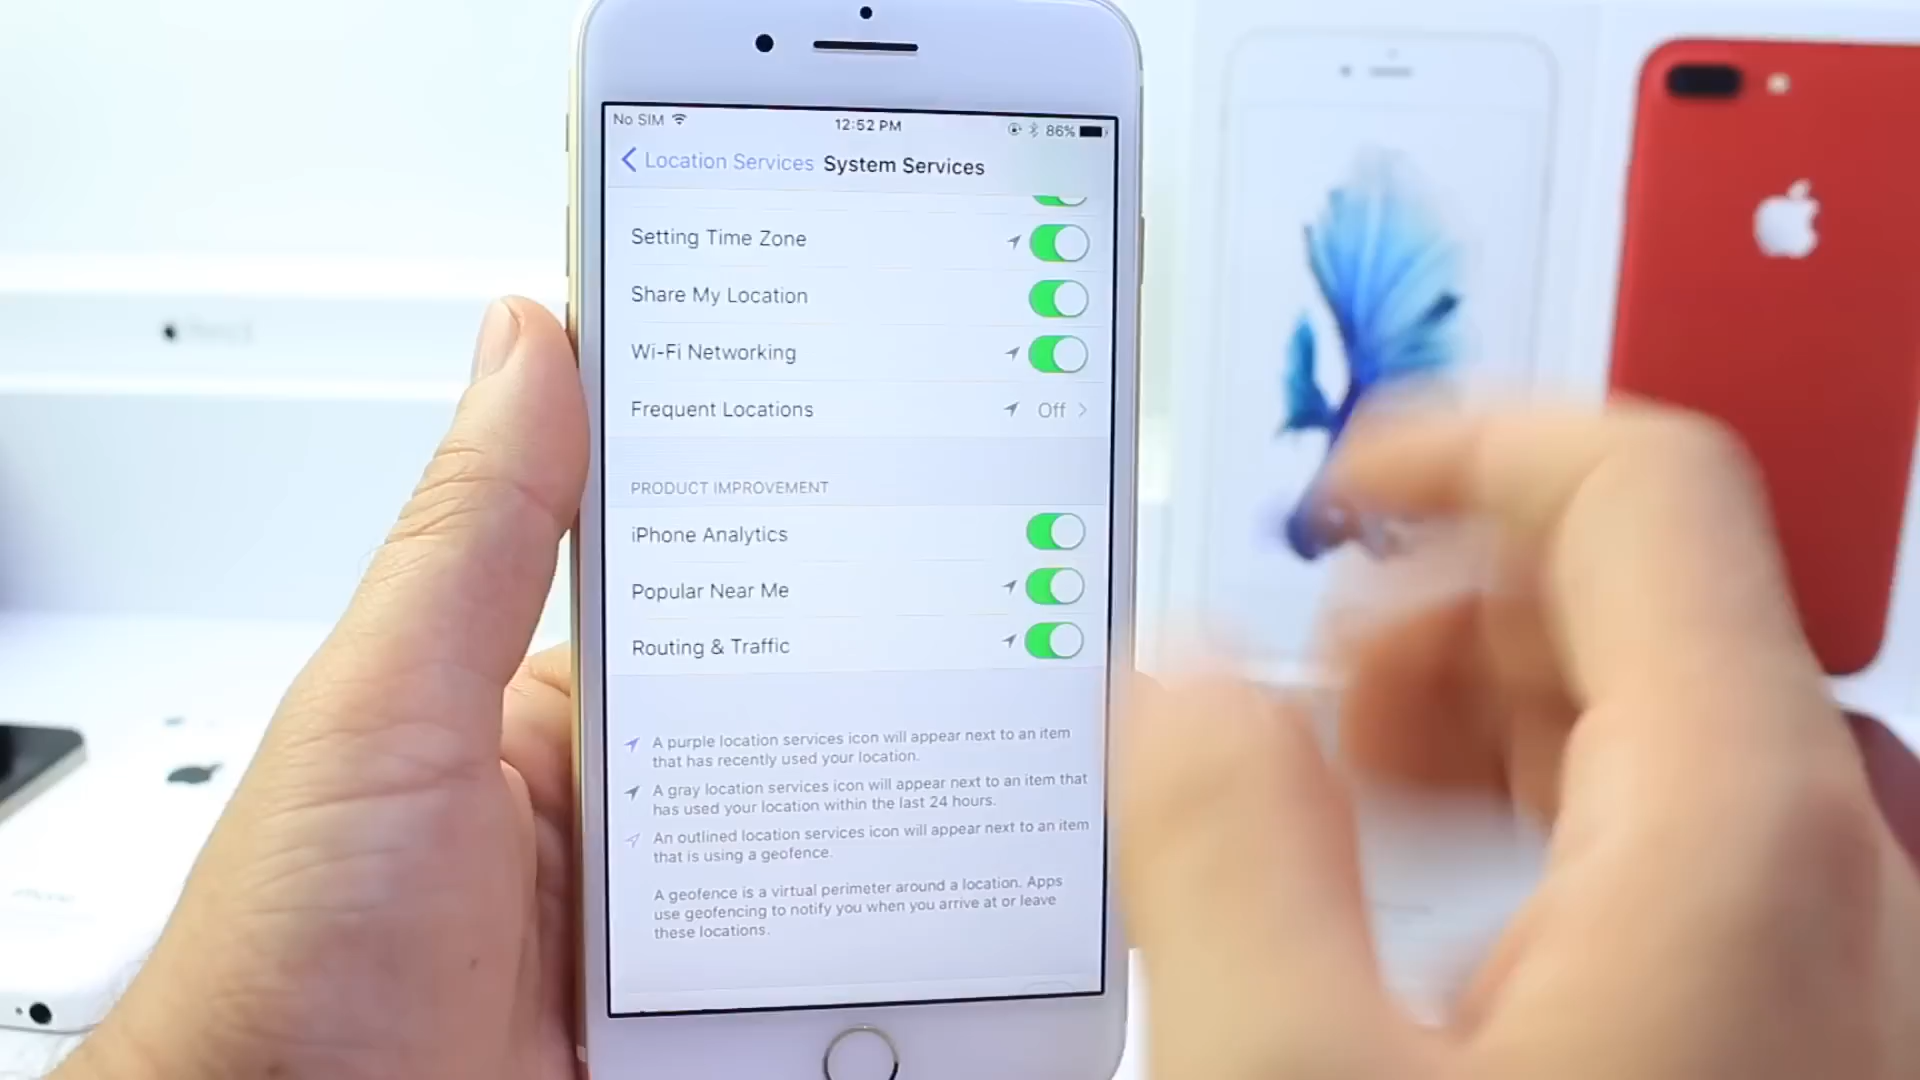 No SIM
12:52 PM
86%
Location Services
System Services
Setting Time Zone
Share My Location
Wi-Fi Networking
Frequent Locations
Off
PRODUCT IMPROVEMENT
iPhone Analytics
Popular Near Me
Routing & Traffic
A purple location services icon will appear next to an item
that has recently used your location.
A gray location services icon will appear next to an item that
has used your location within the last 24 hours.
An outlined location services icon will appear next to an item
that is using a geofence.
A geofence is a virtual perimeter around a location. Apps
use geofencing to notify you when you arrive at or leave
these locations.